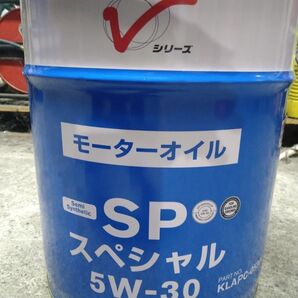 シリーズ
モーターオイル
Semi
Synthetic
SP
スペシャル
5W-30
PART NO.